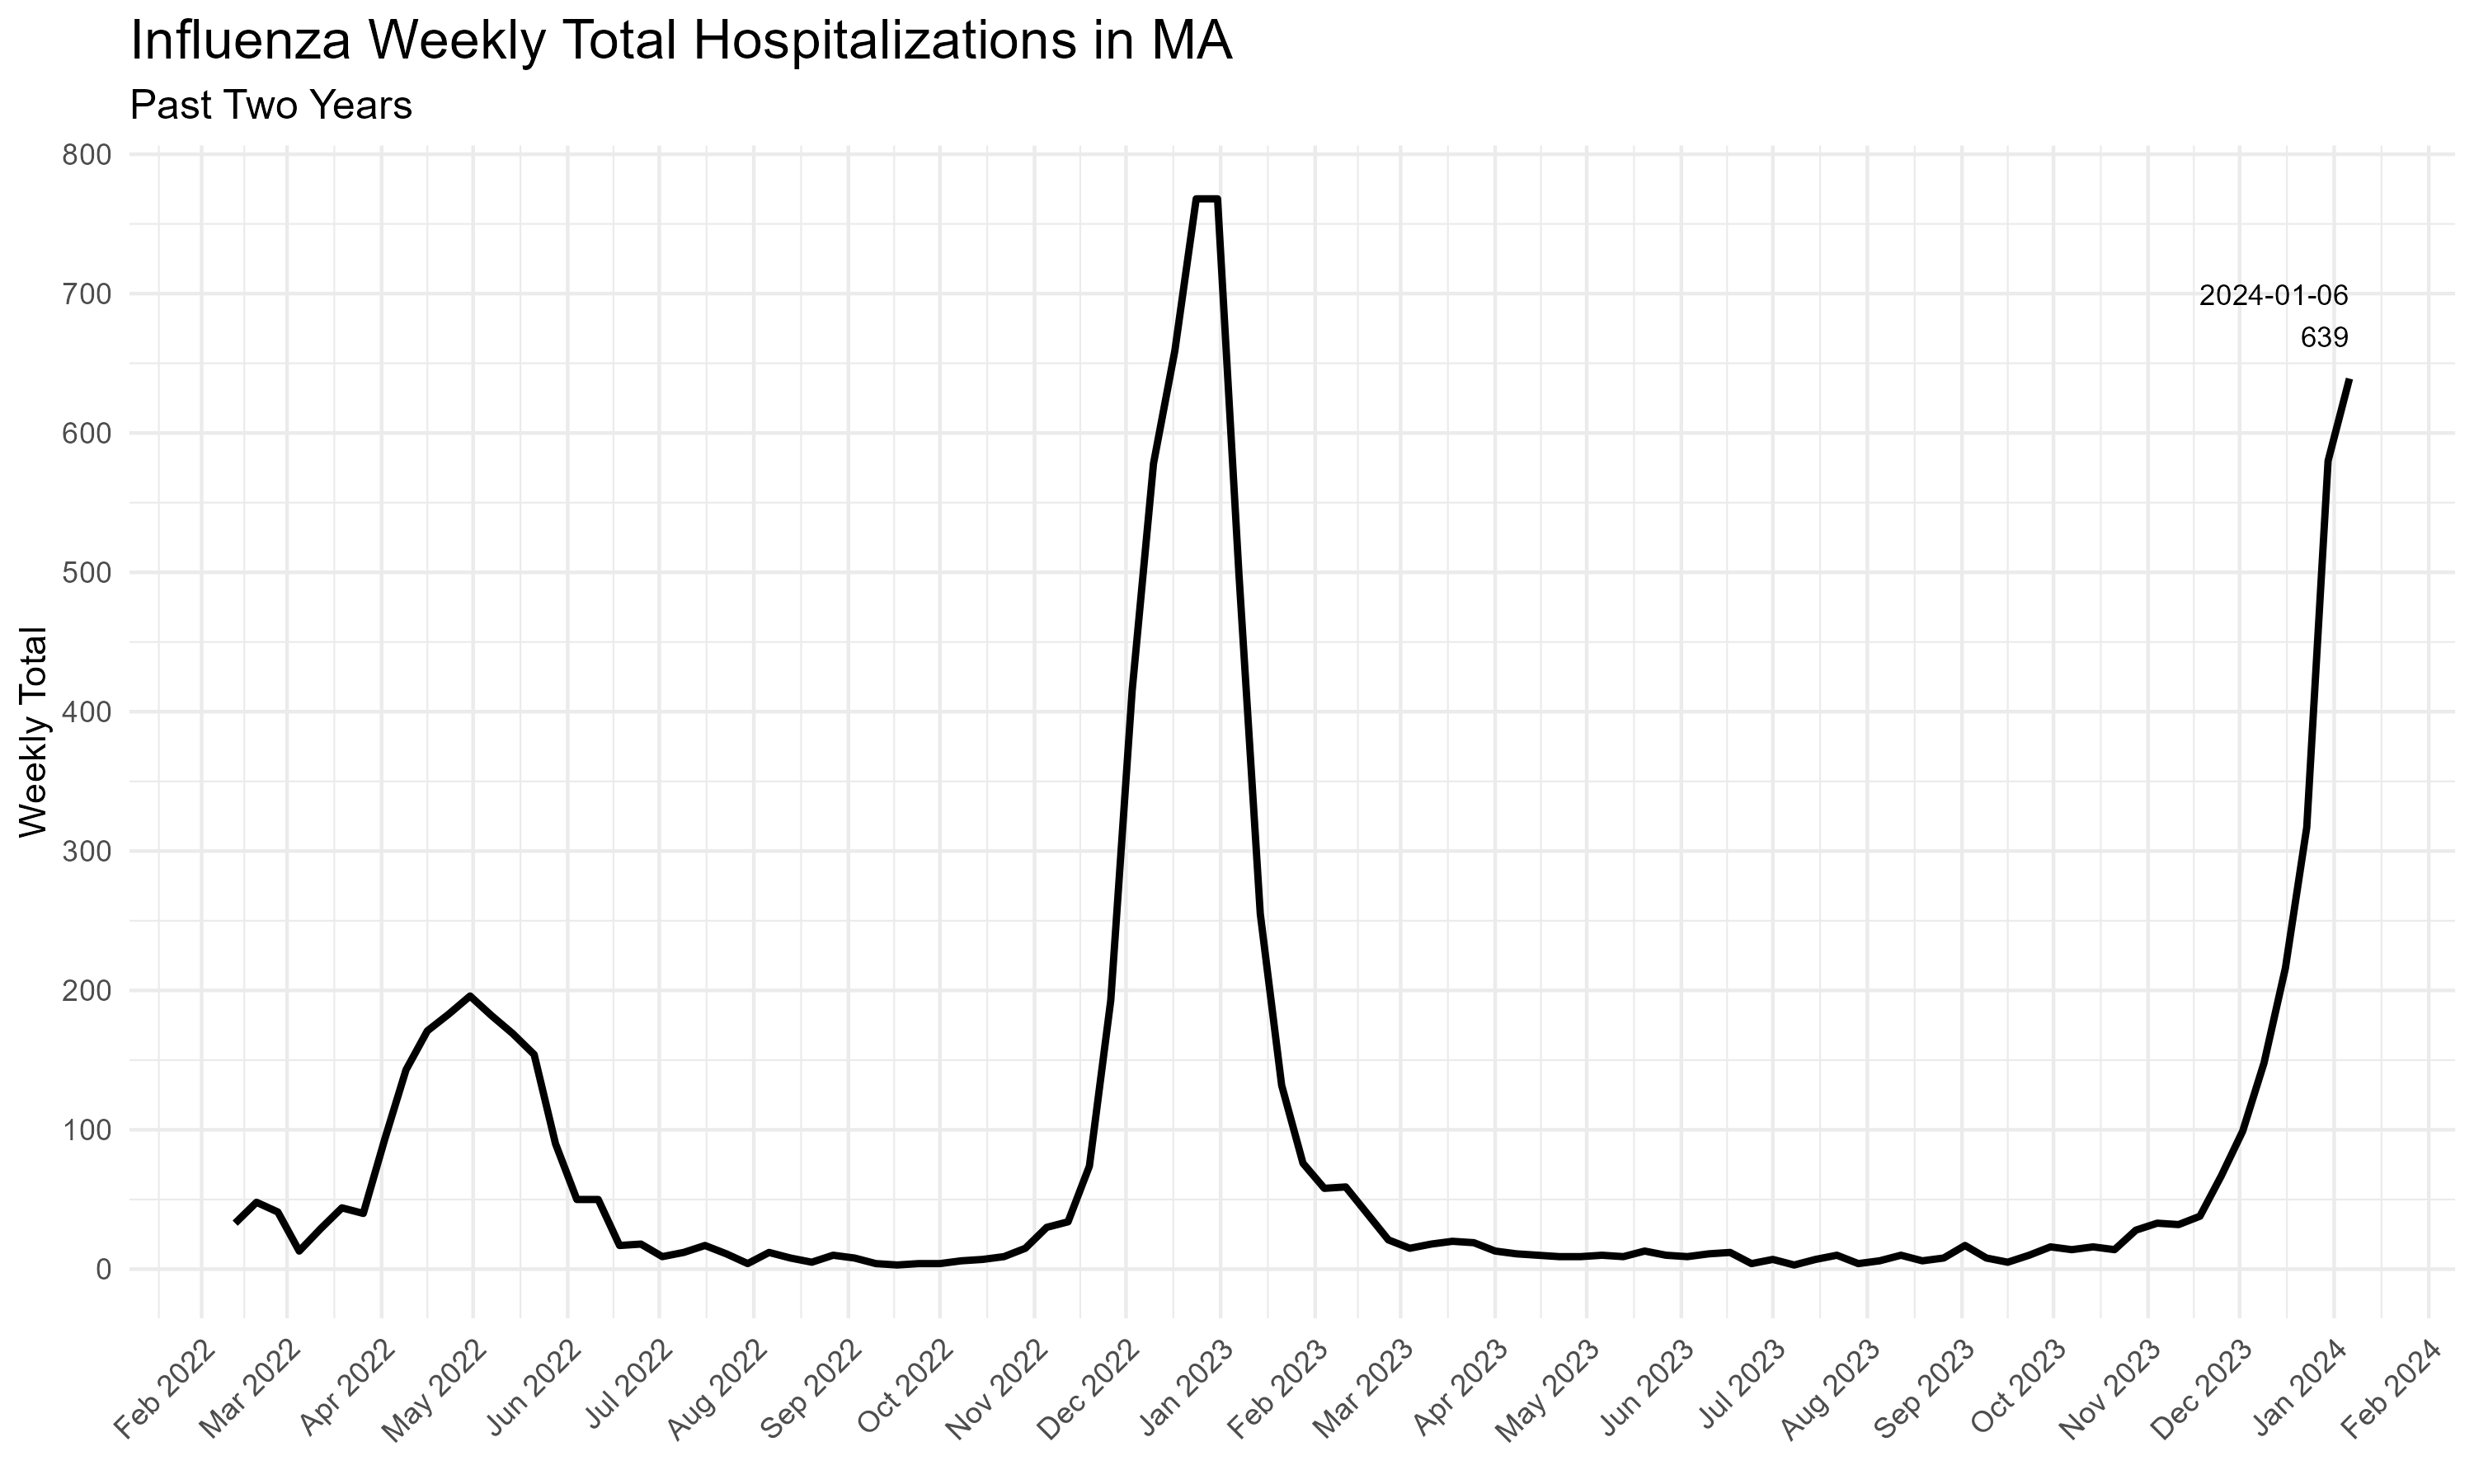 Influenza Weekly Total Hospitalizations in MA
Past Two Years
800
700
600
500
400
300
200
100
0
Weekly Total
2024-01-06
639
Feb 2022
Mar 2022
Apr 2022
May 2022
Jun 2022
Jul 2022
Aug 2022
Sep 2022
Oct 2022
Nov 2022
Dec 2022
Jan 2023
Feb 2023
Mar 2023
Apr 2023
May 2023
Jun 2023
Jul 2023
Aug 2023
Sep 2023
Oct 2023
Nov 2023
Dec 2023
Jan 2024
Feb 2024